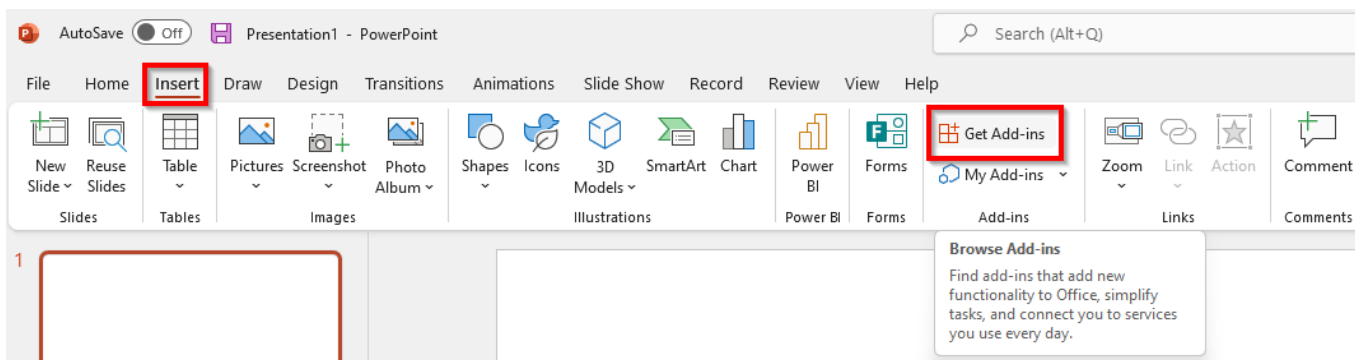 AutoSave Off Presentation1 - PowerPoint Search (Alt+Q)
File Home Insert Draw Design Transitions Animations Slide Show Record Review View Help
New Slide
Reuse Slides
Table
Pictures
Screenshot
Photo Album
Shapes
Icons
3D Models
SmartArt
Chart
Power BI
Forms
Get Add-ins
My Add-ins
Zoom
Link
Action
Comment
Slides Tables Images Illustrations Power BI Forms Add-ins Links Comments
1
Browse Add-ins
Find add-ins that add new
functionality to Office, simplify
tasks, and connect you to services
you use every day.